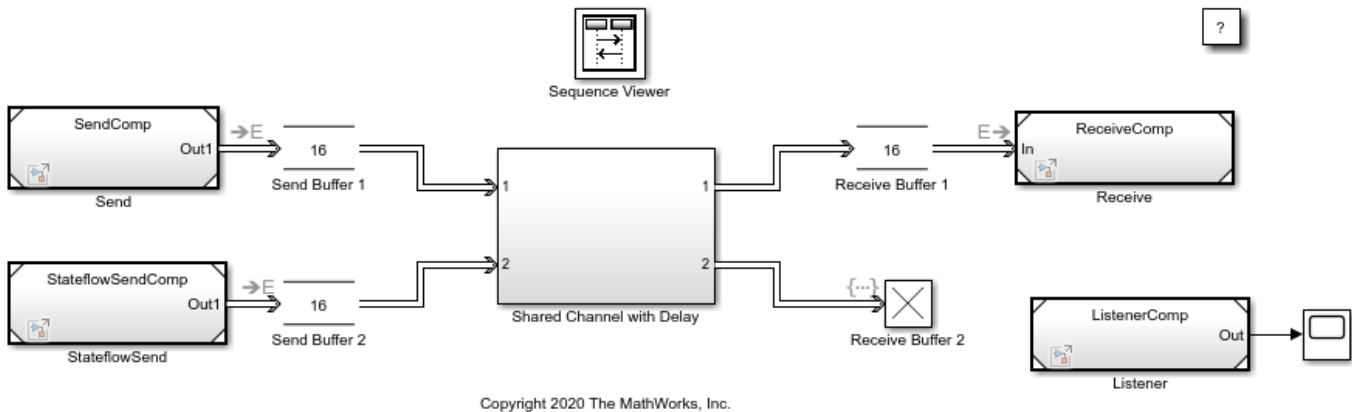 ?
Sequence Viewer
SendComp
Out1
Send
→E
16
Send Buffer 1
1
2
1
2
Shared Channel with Delay
16
Receive Buffer 1
E→
ReceiveComp
In
Receive
StateflowSendComp
Out1
StateflowSend
→E
16
Send Buffer 2
{...}
Receive Buffer 2
ListenerComp
Out
Listener
Copyright 2020 The MathWorks, Inc.